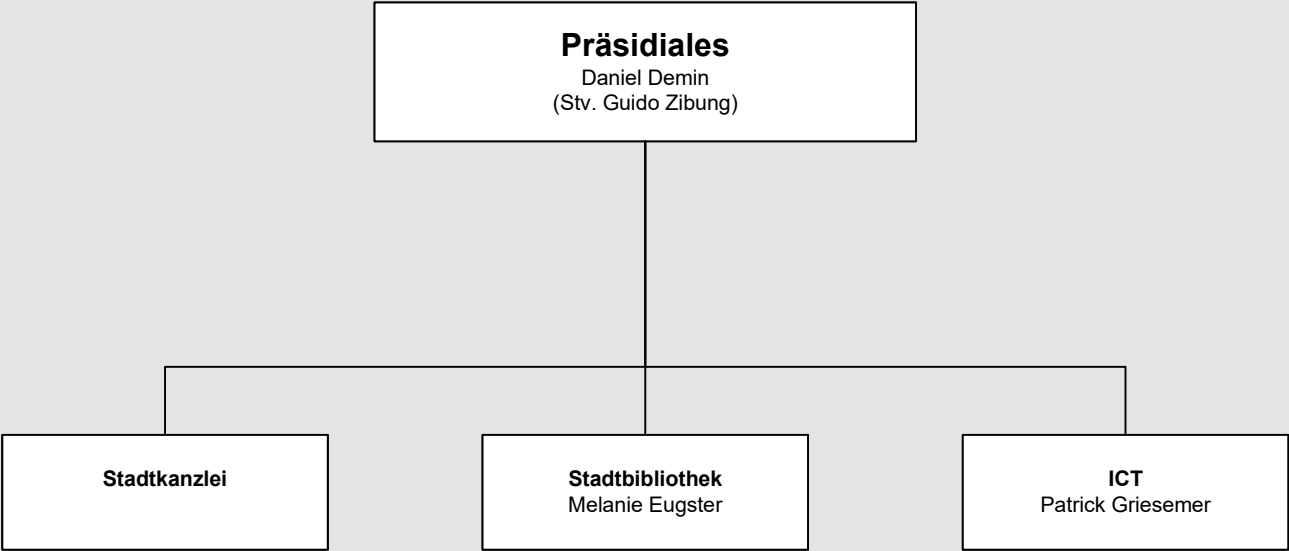 Präsidiales
Daniel Demin
(Stv. Guido Zibung)
Stadtkanzlei
Stadtbibliothek
Melanie Eugster
ICT
Patrick Griesemer